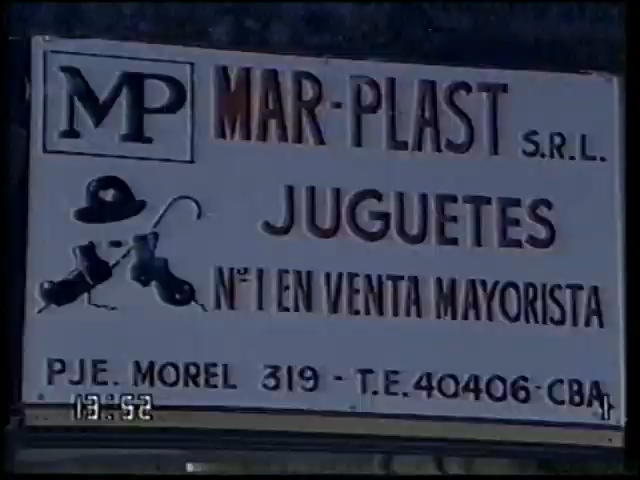 MP MAR-PLAST S.R.L.
JUGUETES
Nº 1 EN VENTA MAYORISTA
PJE. MOREL 319 - T.E. 40406 - CBA
13:52